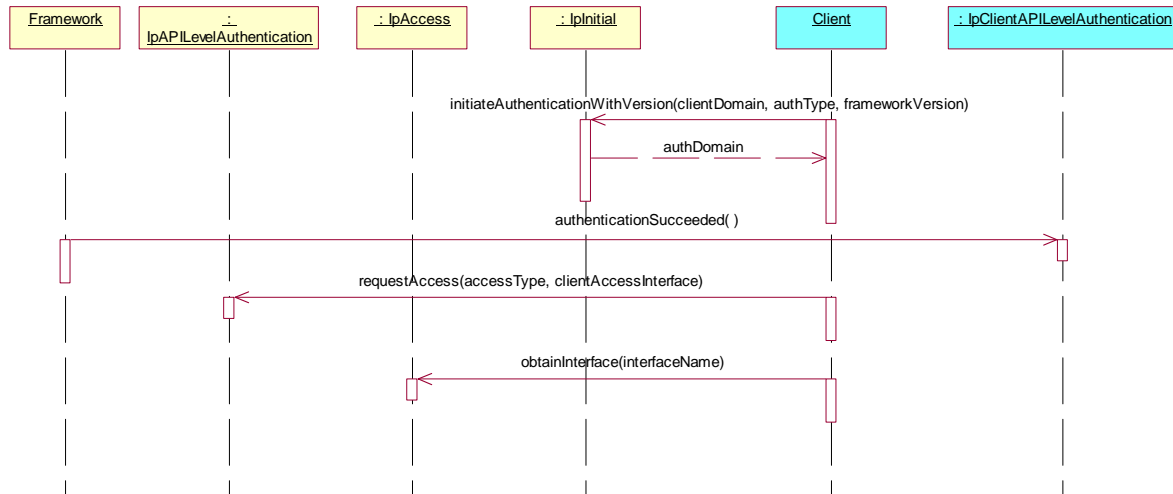 Framework
:
IpAPILevelAuthentication
: IpAccess
: IpInitial
Client
: IpClientAPILevelAuthentication
initiateAuthenticationWithVersion(clientDomain, authType, frameworkVersion)
authDomain
authenticationSucceeded( )
requestAccess(accessType, clientAccessInterface)
obtainInterface(interfaceName)